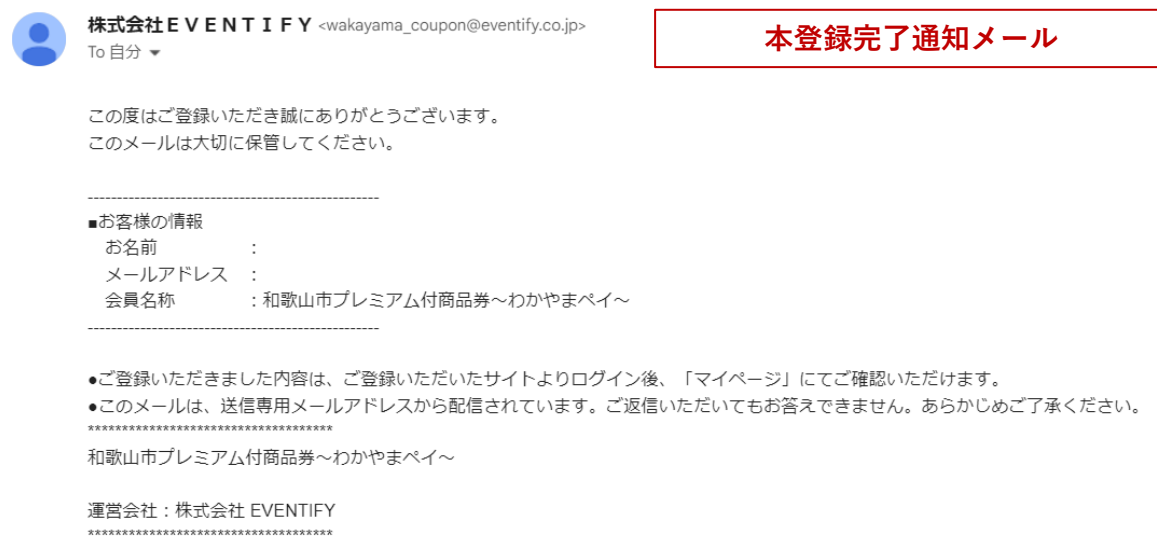 株式会社ＥＶＥＮＴＩＦＹ <wakayama_coupon@eventify.co.jp>
To 自分
本登録完了通知メール
この度はご登録いただき誠にありがとうございます。
このメールは大切に保管してください。
--------------------------------------------------
■お客様の情報
お名前　　　　　：
メールアドレス　：
会員名称　　　　：和歌山市プレミアム付商品券～わかやまペイ～
--------------------------------------------------
●ご登録いただきました内容は、ご登録いただいたサイトよりログイン後、「マイページ」にてご確認いただけます。
●このメールは、送信専用メールアドレスから配信されています。ご返信いただいてもお答えできません。あらかじめご了承ください。
************************************
和歌山市プレミアム付商品券～わかやまペイ～
運営会社：株式会社 EVENTIFY
************************************